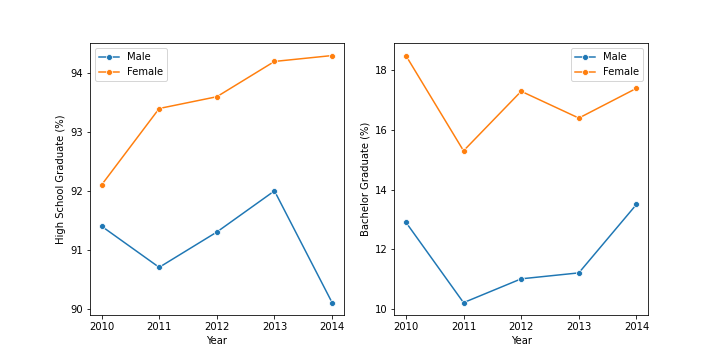 Male
Female
High School Graduate (%)
94
93
92
91
90
2010 2011 2012 2013 2014
Year
Male
Female
Bachelor Graduate (%)
18
16
14
12
10
2010 2011 2012 2013 2014
Year